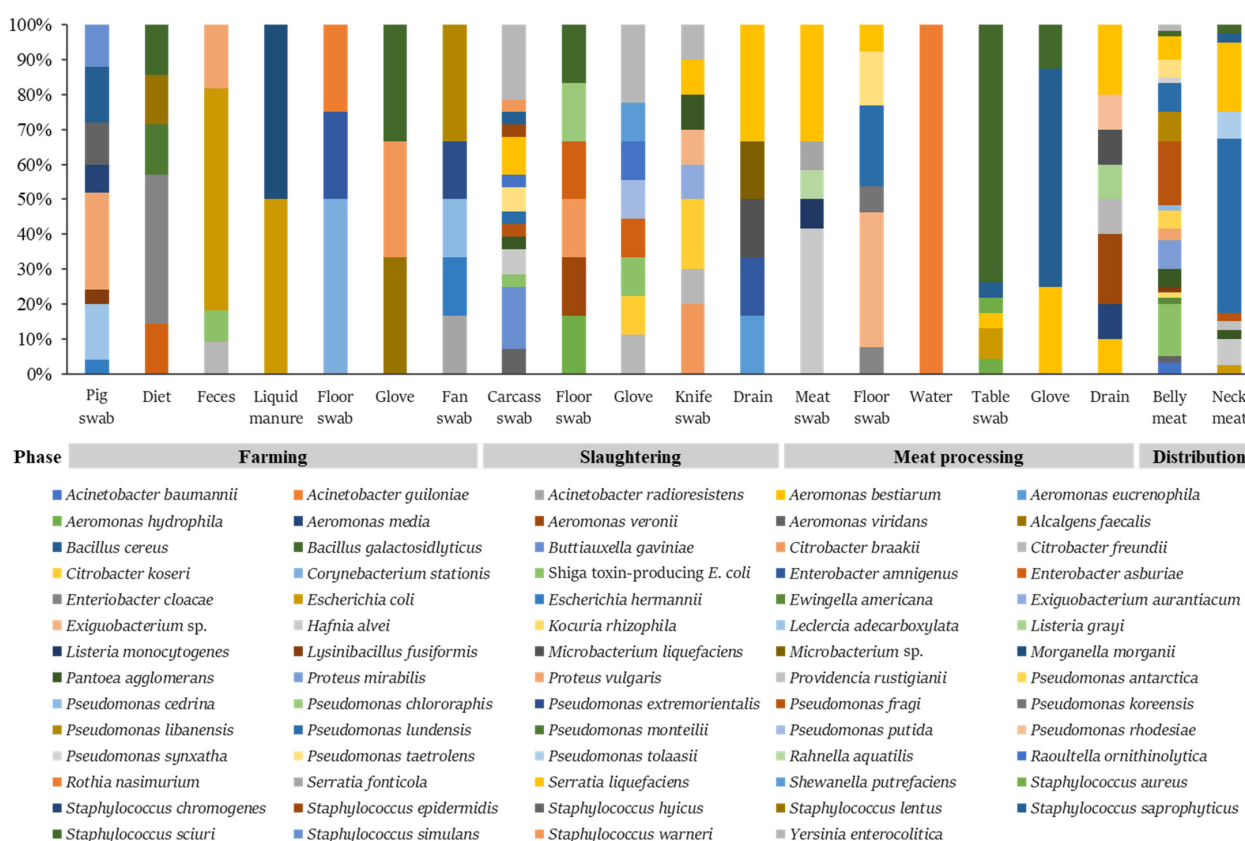 100%
90%
80%
70%
60%
50%
40%
30%
20%
10%
0%
Pig swab
Diet
Feces
Liquid manure
Floor swab
Glove
Fan swab
Carcass swab
Floor swab
Glove
Knife swab
Drain
Meat swab
Floor swab
Water
Table swab
Glove
Drain
Belly meat
Neck meat
Phase Farming Slaughtering Meat processing Distribution
Acinetobacter baumannii Acinetobacter guiloniae Acinetobacter radioresistens Aeromonas bestiarum Aeromonas eucrenophila
Aeromonas hydrophila Aeromonas media Aeromonas veronii Aeromonas viridans Alcalgens faecalis
Bacillus cereus Bacillus galactosidlyticus Buttiauxella gaviniae Citrobacter braakii Citrobacter freundii
Citrobacter koseri Corynebacterium stationis Shiga toxin-producing E. coli Enterobacter amnigenus Enterobacter asburiae
Enteriobacter cloacae Escherichia coli Escherichia hermannii Ewingella americana Exiguobacterium aurantiacum
Exiguobacterium sp. Hafnia alvei Kocuria rhizophila Leclercia adecarboxylata Listeria grayi
Listeria monocytogenes Lysinibacillus fusiformis Microbacterium liquefaciens Microbacterium sp. Morganella morganii
Pantoea agglomerans Proteus mirabilis Proteus vulgaris Providencia rustigianii Pseudomonas antarctica
Pseudomonas cedrina Pseudomonas chlororaphis Pseudomonas extremorientalis Pseudomonas fragi Pseudomonas koreensis
Pseudomonas libanensis Pseudomonas lundensis Pseudomonas monteilii Pseudomonas putida Pseudomonas rhodesiae
Pseudomonas synxatha Pseudomonas taetrolens Pseudomonas tolaasii Rahnella aquatilis Raoultella ornithinolytica
Rothia nasimurium Serratia fonticola Serratia liquefaciens Shewanella putrefaciens Staphylococcus aureus
Staphylococcus chromogenes Staphylococcus epidermidis Staphylococcus hyicus Staphylococcus lentus Staphylococcus saprophyticus
Staphylococcus sciuri Staphylococcus simulans Staphylococcus warneri Yersinia enterocolitica